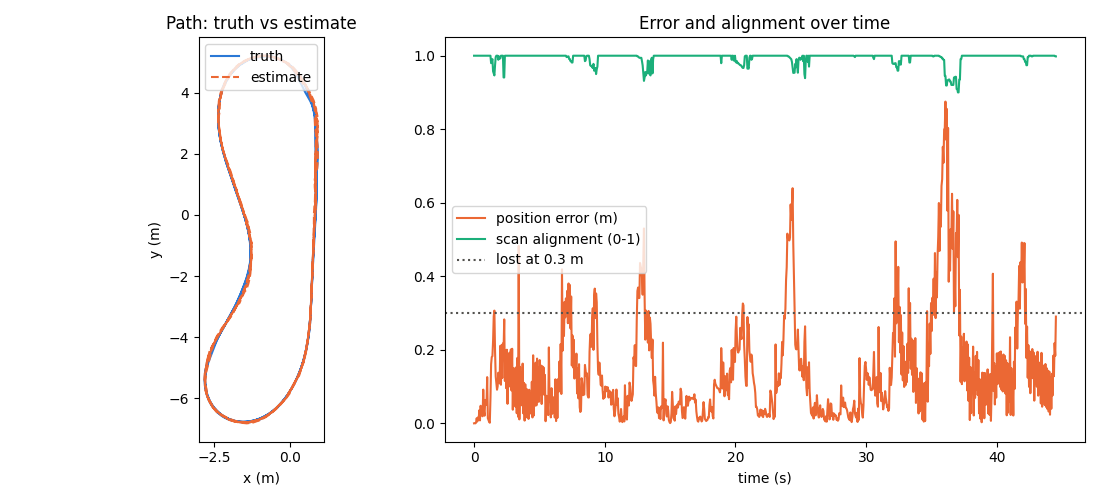 Path: truth vs estimate
truth
estimate
4
2
0
−2
−4
−6
−2.5 0.0
x (m)
y (m)
Error and alignment over time
1.0
0.8
0.6
0.4
0.2
0.0
position error (m)
scan alignment (0-1)
lost at 0.3 m
0 10 20 30 40
time (s)